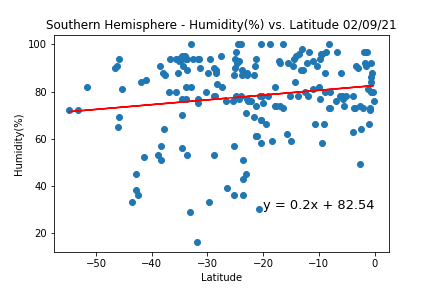 Southern Hemisphere - Humidity(%) vs. Latitude 02/09/21
100
80
60
40
20
Humidity(%)
y = 0.2x + 82.54
−50
−40
−30
−20
−10
0
Latitude